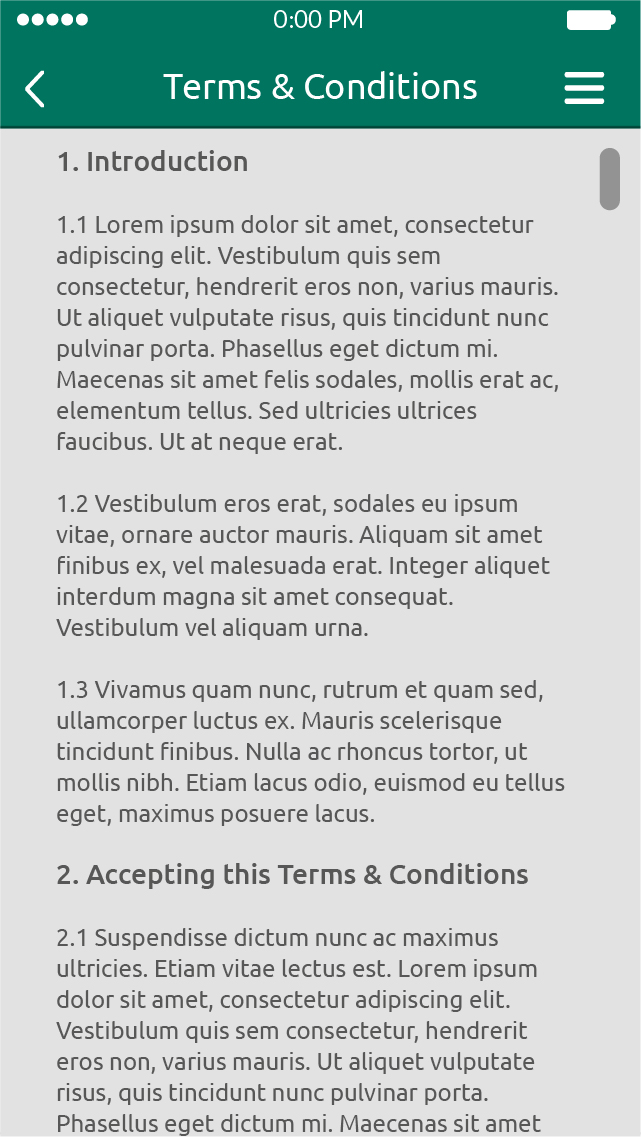 0:00 PM
Terms & Conditions
1. Introduction
1.1 Lorem ipsum dolor sit amet, consectetur
adipiscing elit. Vestibulum quis sem
consectetur, hendrerit eros non, varius mauris.
Ut aliquet vulputate risus, quis tincidunt nunc
pulvinar porta. Phasellus eget dictum mi.
Maecenas sit amet felis sodales, mollis erat ac,
elementum tellus. Sed ultricies ultrices
faucibus. Ut at neque erat.
1.2 Vestibulum eros erat, sodales eu ipsum
vitae, ornare auctor mauris. Aliquam sit amet
finibus ex, vel malesuada erat. Integer aliquet
interdum magna sit amet consequat.
Vestibulum vel aliquam urna.
1.3 Vivamus quam nunc, rutrum et quam sed,
ullamcorper luctus ex. Mauris scelerisque
tincidunt finibus. Nulla ac rhoncus tortor, ut
mollis nibh. Etiam lacus odio, euismod eu tellus
eget, maximus posuere lacus.
2. Accepting this Terms & Conditions
2.1 Suspendisse dictum nunc ac maximus
ultricies. Etiam vitae lectus est. Lorem ipsum
dolor sit amet, consectetur adipiscing elit.
Vestibulum quis sem consectetur, hendrerit
eros non, varius mauris. Ut aliquet vulputate
risus, quis tincidunt nunc pulvinar porta.
Phasellus eget dictum mi. Maecenas sit amet